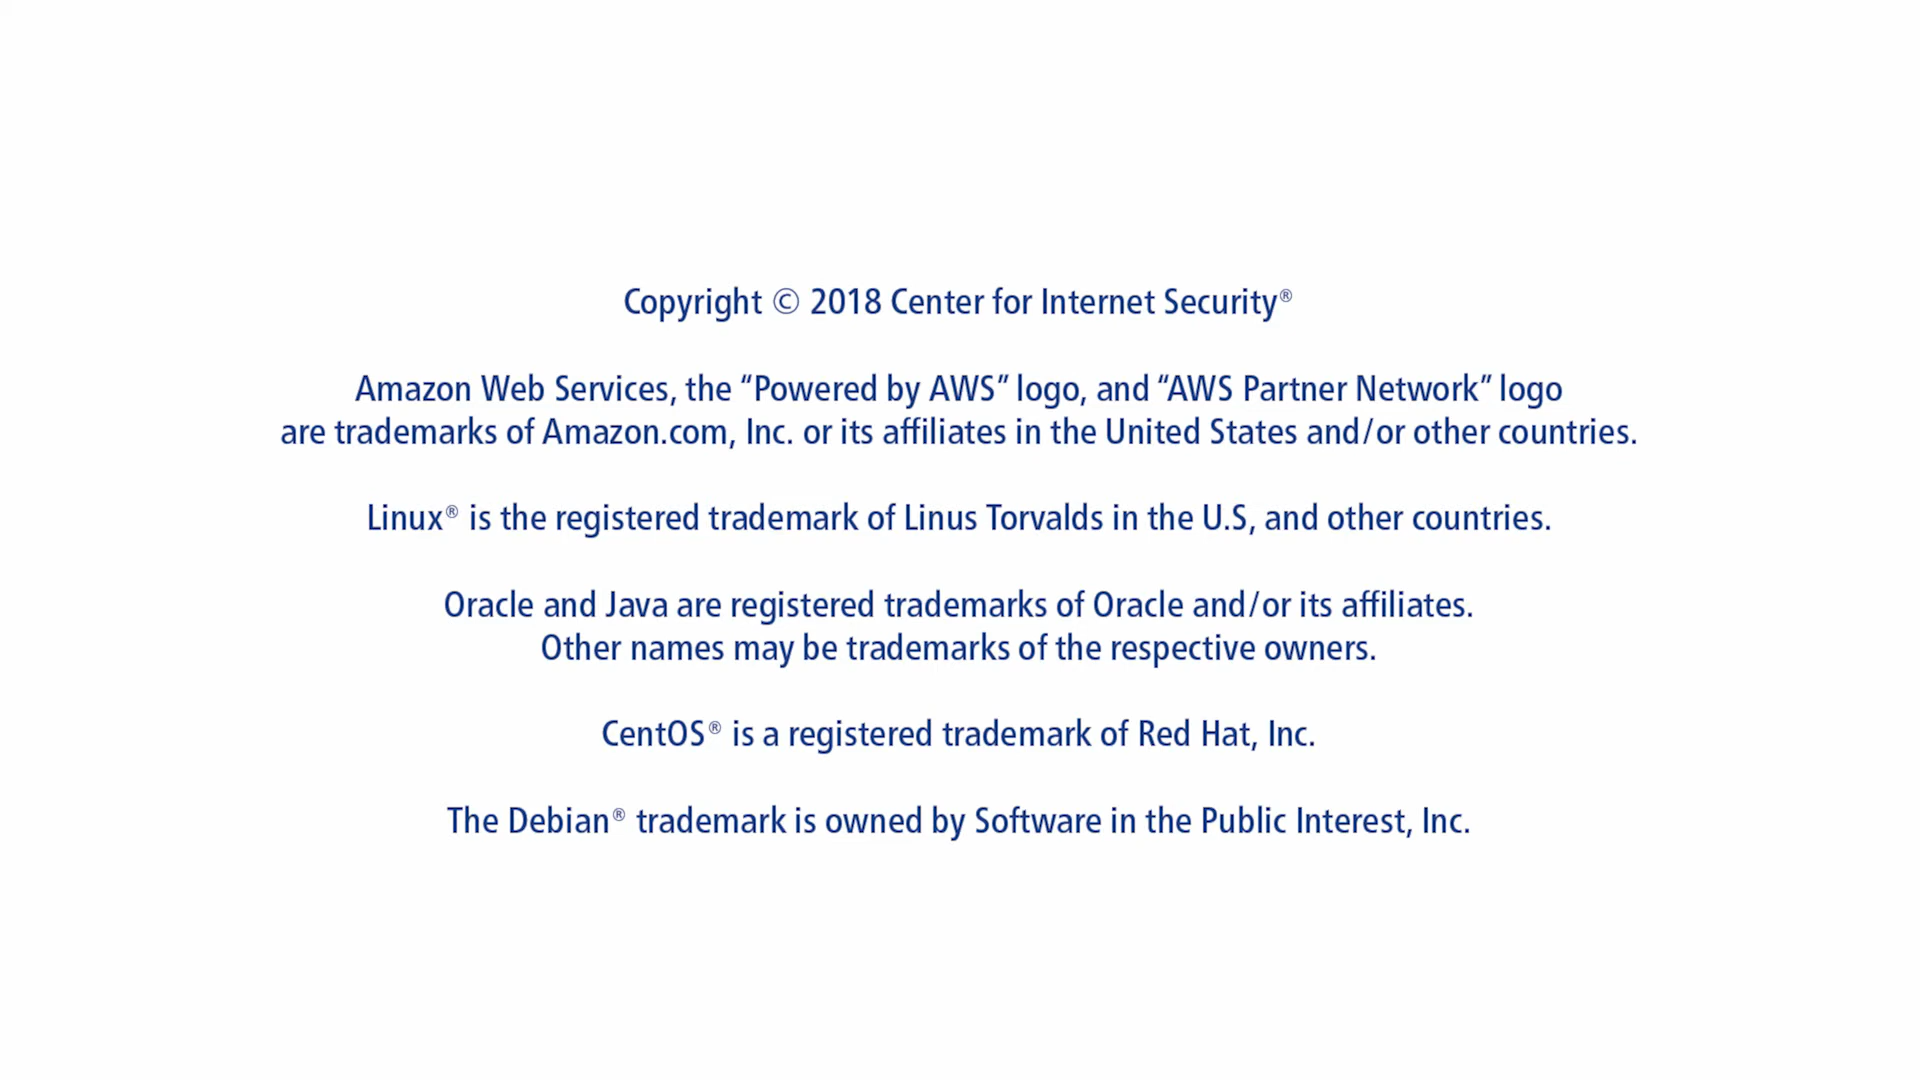 Copyright © 2018 Center for Internet Security®
Amazon Web Services, the “Powered by AWS” logo, and “AWS Partner Network” logo
are trademarks of Amazon.com, Inc. or its affiliates in the United States and/or other countries.
Linux® is the registered trademark of Linus Torvalds in the U.S, and other countries.
Oracle and Java are registered trademarks of Oracle and/or its affiliates.
Other names may be trademarks of the respective owners.
CentOS® is a registered trademark of Red Hat, Inc.
The Debian® trademark is owned by Software in the Public Interest, Inc.